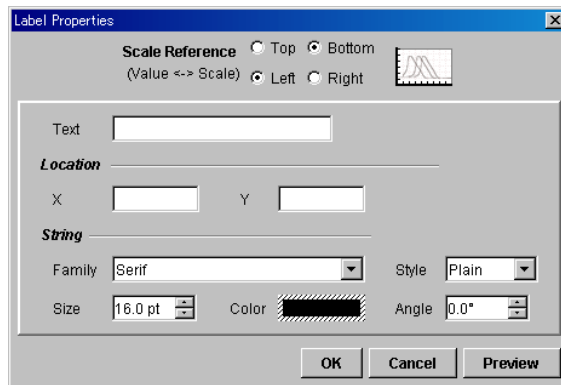 Label Properties
Scale Reference Top Bottom
(Value <-> Scale) Left Right
Text
Location
X Y
String
Family Serif Style Plain
Size 16.0 pt Color Angle 0.0°
OK Cancel Preview